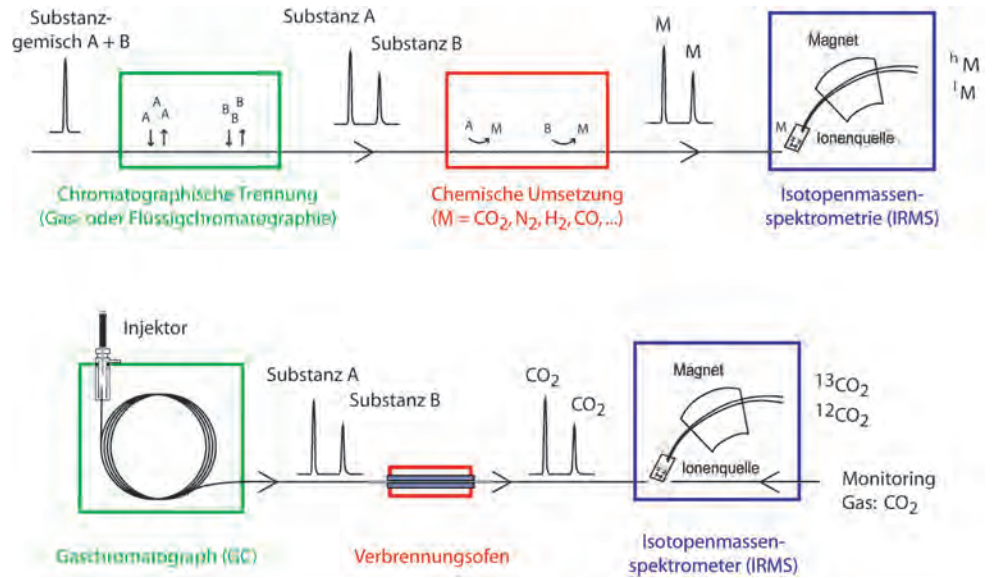 Substanz-
gemisch A + B
Substanz A
Substanz B
M
M
Magnet
hM
lM
A
A
A
B
B
B
A
M
B
M
M
Ionenquelle
Chromatographische Trennung
(Gas- oder Flüssigchromatographie)
Chemische Umsetzung
(M = CO2, N2, H2, CO, ...)
Isotopenmassen-
spektrometrie (IRMS)
Injektor
Substanz A
Substanz B
CO2
CO2
Magnet
13CO2
12CO2
Ionenquelle
Monitoring
Gas: CO2
Gaschromatograph (GC)
Verbrennungsofen
Isotopenmassen-
spektrometer (IRMS)